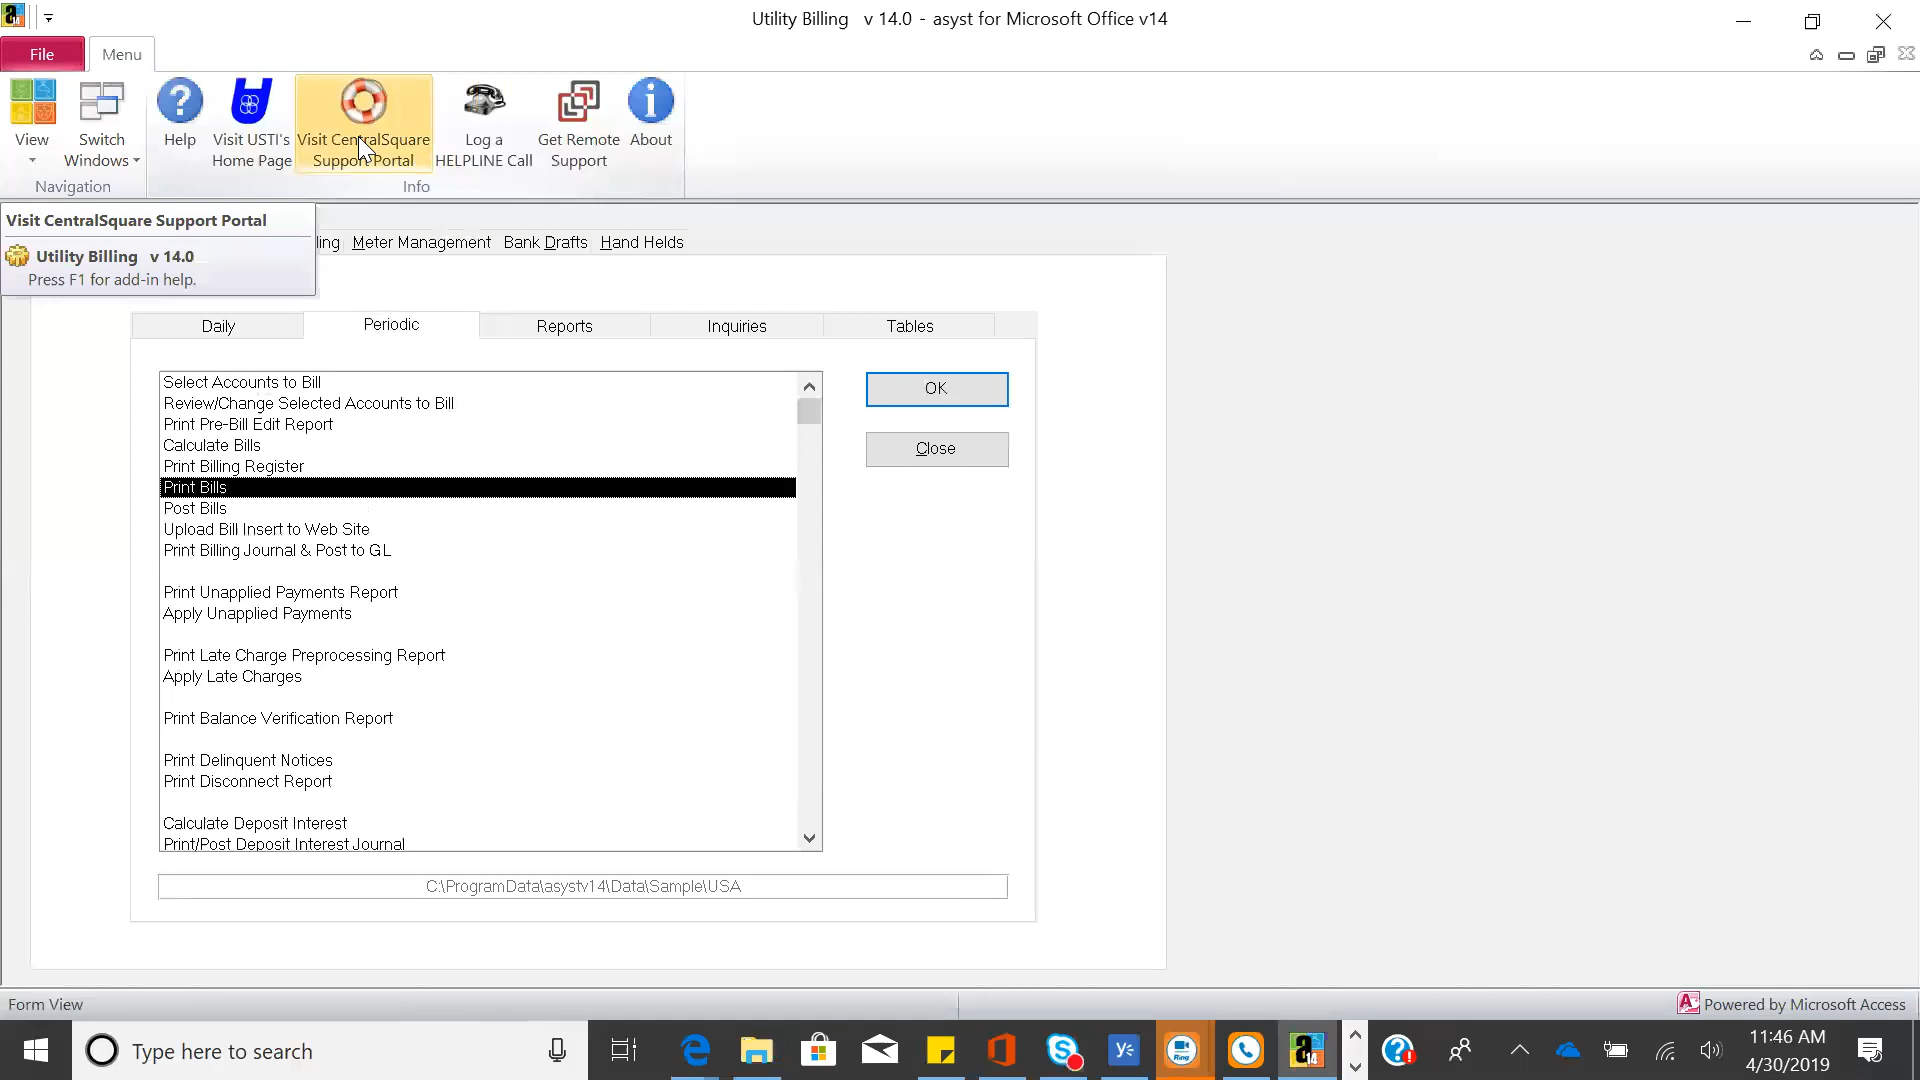 Utility Billing v 14.0 - asyst for Microsoft Office v14
File
Menu
View
Switch Windows
Help
Visit USTI's Home Page
Visit CentralSquare Support Portal
Log a HELPLINE Call
Get Remote Support
About
Navigation
Info
Visit CentralSquare Support Portal
Utility Billing v 14.0
Press F1 for add-in help.
ling
Meter Management
Bank Drafts
Hand Helds
Daily
Periodic
Reports
Inquiries
Tables
Select Accounts to Bill
Review/Change Selected Accounts to Bill
Print Pre-Bill Edit Report
Calculate Bills
Print Billing Register
Print Bills
Post Bills
Upload Bill Insert to Web Site
Print Billing Journal & Post to GL
Print Unapplied Payments Report
Apply Unapplied Payments
Print Late Charge Preprocessing Report
Apply Late Charges
Print Balance Verification Report
Print Delinquent Notices
Print Disconnect Report
Calculate Deposit Interest
Print/Post Deposit Interest Journal
OK
Close
C:\ProgramData\asystv14\Data\Sample\USA
Form View
Powered by Microsoft Access
Type here to search
11:46 AM
4/30/2019